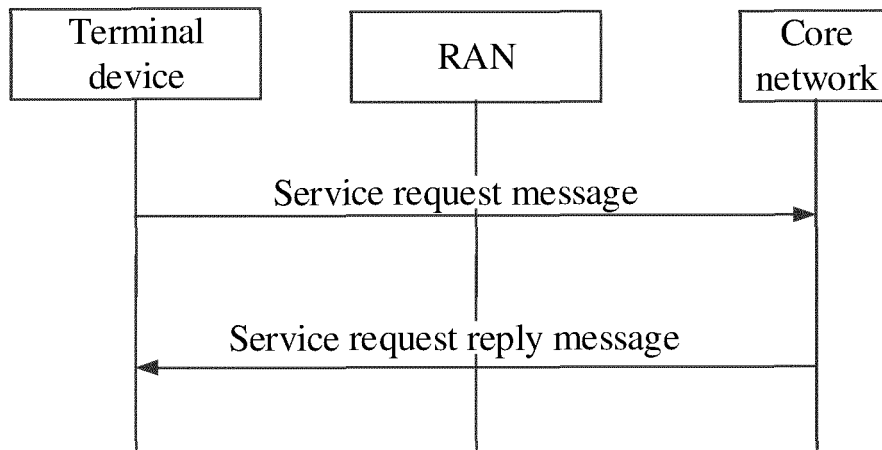 Terminal
device
RAN
Core
network
Service request message
Service request reply message